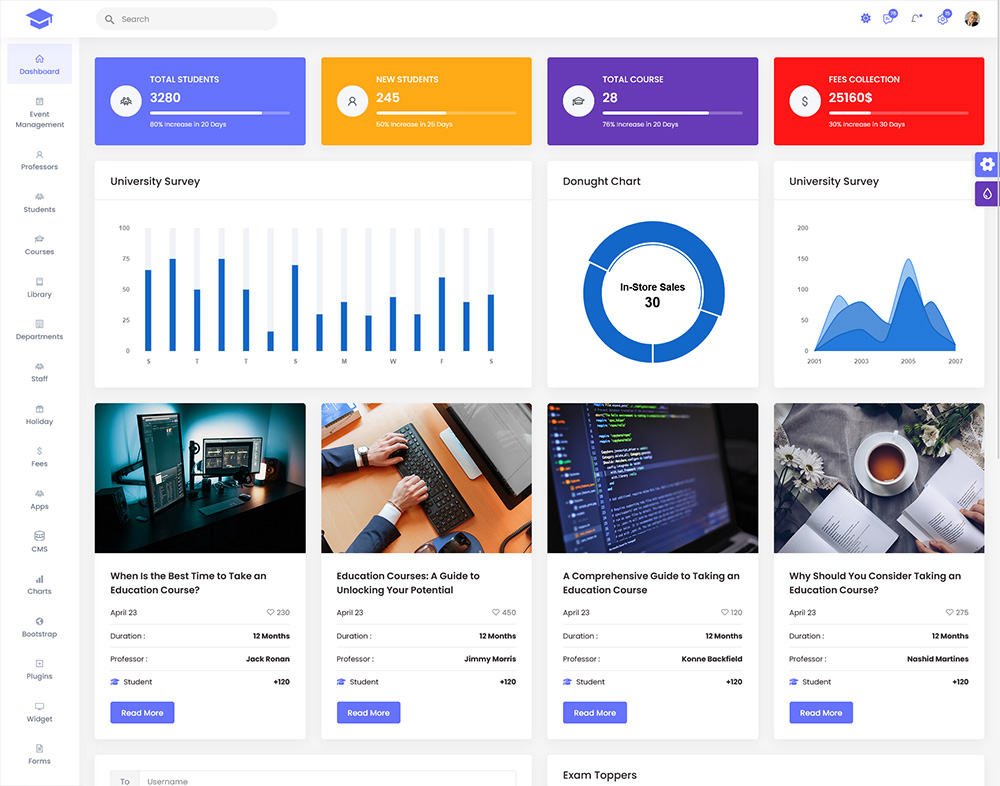 Search
Dashboard
Event
Management
Professors
Students
Courses
Library
Departments
Staff
Holiday
Fees
Apps
CMS
Charts
Bootstrap
Plugins
Widget
Forms
TOTAL STUDENTS
3280
80% Increase in 20 Days
NEW STUDENTS
245
50% Increase in 25 Days
TOTAL COURSE
28
76% Increase in 20 Days
FEES COLLECTION
25160$
30% Increase in 30 Days
University Survey
100
75
50
25
0
S T T S M W F S
Donught Chart
In-Store Sales
30
University Survey
200
150
100
50
0
2001 2003 2005 2007
When Is the Best Time to Take an
Education Course?
April 23 230
Duration : 12 Months
Professor : Jack Ronan
Student +120
Read More
Education Courses: A Guide to
Unlocking Your Potential
April 23 450
Duration : 12 Months
Professor : Jimmy Morris
Student +120
Read More
A Comprehensive Guide to Taking an
Education Course
April 23 120
Duration : 12 Months
Professor : Konne Backfield
Student +120
Read More
Why Should You Consider Taking an
Education Course?
April 23 275
Duration : 12 Months
Professor : Nashid Martines
Student +120
Read More
To Username
Exam Toppers